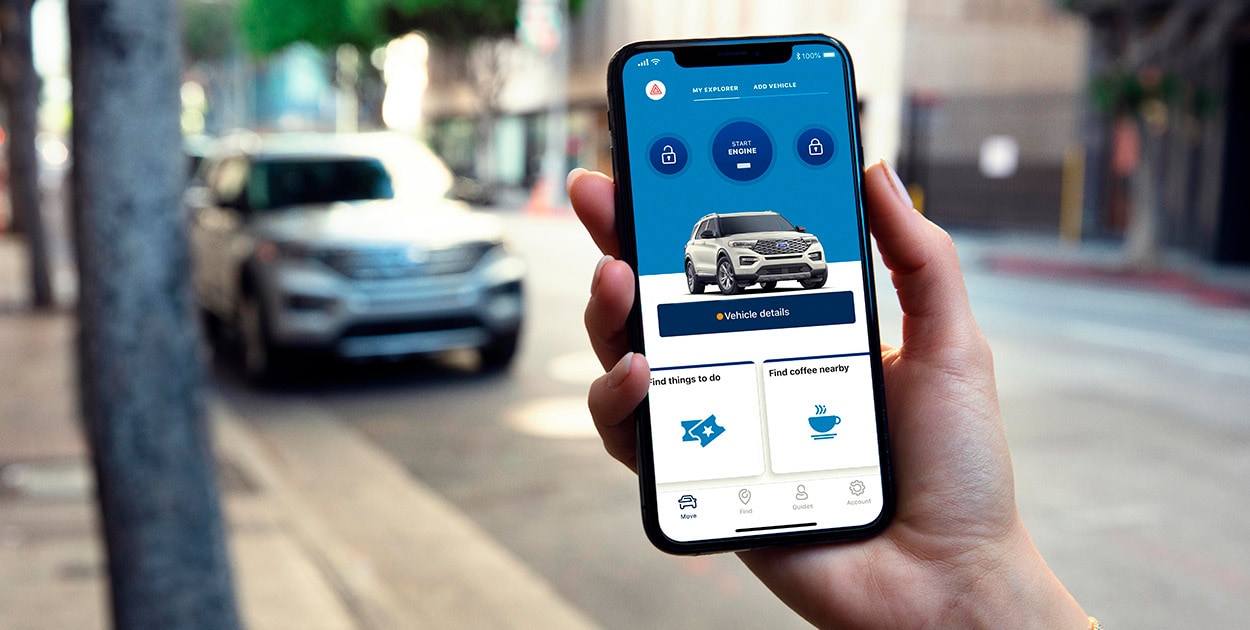 100%
MY EXPLORER ADD VEHICLE
START
ENGINE
Vehicle details
Find things to do
Find coffee nearby
Move
Find
Guides
Account